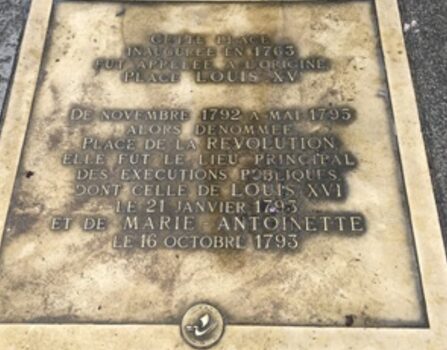 CETTE PLACE
INAUGURÉE EN 1763
FUT APPELÉE A L'ORIGINE
PLACE LOUIS XV
DE NOVEMBRE 1792 A MAI 1795
ALORS DÉNOMMÉE
PLACE DE LA REVOLUTION
ELLE FUT LE LIEU PRINCIPAL
DES EXECUTIONS PUBLIQUES
DONT CELLE DE LOUIS XVI
LE 21 JANVIER 1793
ET DE MARIE-ANTOINETTE
LE 16 OCTOBRE 1793